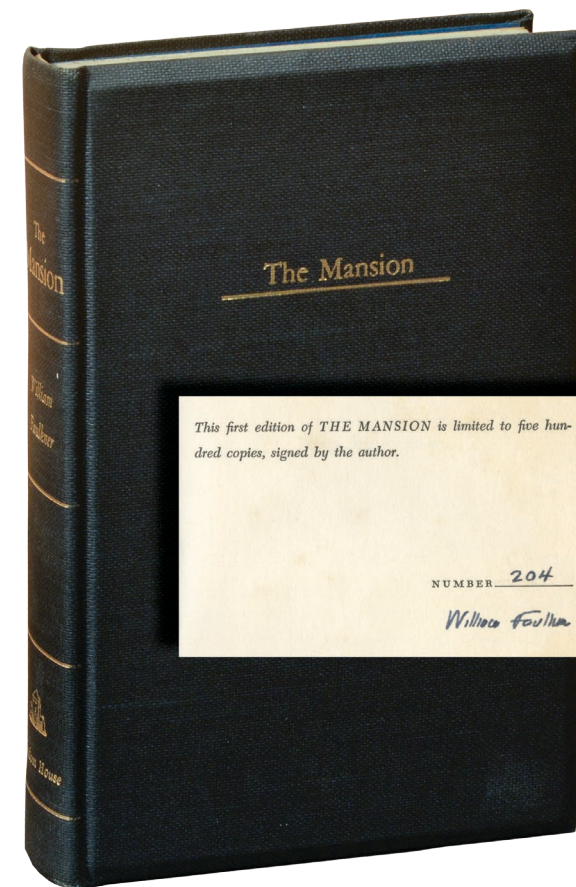 The
Mansion
William
Faulkner
House
The Mansion
This first edition of THE MANSION is limited to five hun-
dred copies, signed by the author.
NUMBER 204
William Faulkner